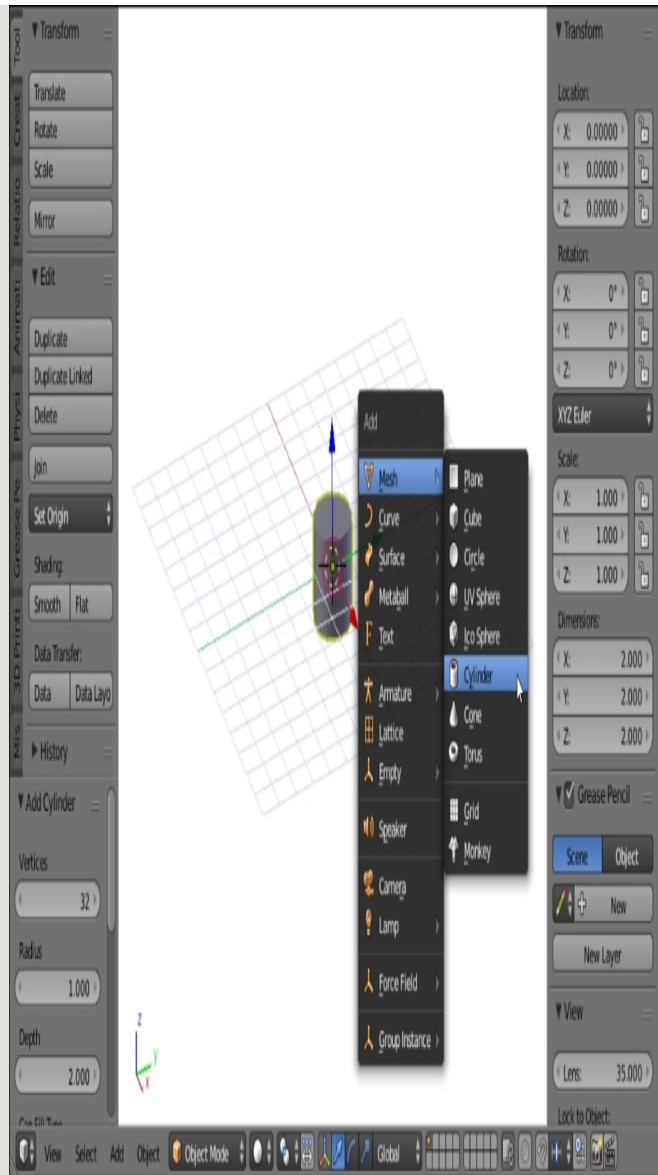 Tool
Creat
Relatio
Animati
Physi
Grease Pe
3D Printi
Mis
Transform
Translate
Rotate
Scale
Mirror
Edit
Duplicate
Duplicate Linked
Delete
Join
Set Origin
Shading:
Smooth Flat
Data Transfer:
Data Data Layo
History
Add Cylinder
Vertices
32
Radius
1.000
Depth
2.000
Cap Fill Type
z
y
x
Add
Mesh
Curve
Surface
Metaball
Text
Armature
Lattice
Empty
Speaker
Camera
Lamp
Force Field
Group Instance
Plane
Cube
Circle
UV Sphere
Ico Sphere
Cylinder
Cone
Torus
Grid
Monkey
Transform
Location:
X: 0.00000
Y: 0.00000
Z: 0.00000
Rotation:
X: 0°
Y: 0°
Z: 0°
XYZ Euler
Scale:
X: 1.000
Y: 1.000
Z: 1.000
Dimensions:
X: 2.000
Y: 2.000
Z: 2.000
Grease Pencil
Scene Object
New
New Layer
View
Lens: 35.000
Lock to Object:
View Select Add Object Object Mode Global